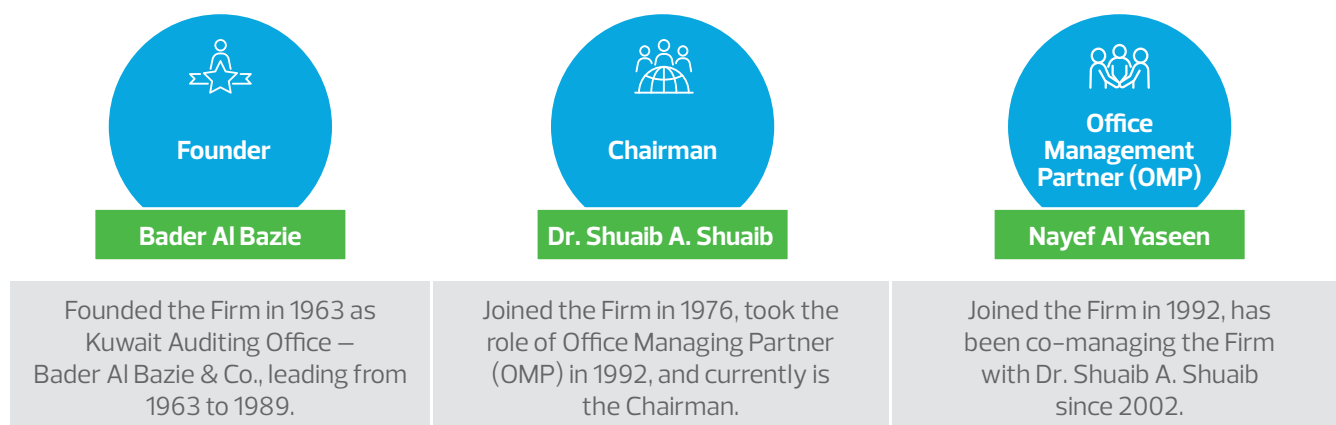 Founder
Bader Al Bazie
Founded the Firm in 1963 as
Kuwait Auditing Office –
Bader Al Bazie & Co., leading from
1963 to 1989.
Chairman
Dr. Shuaib A. Shuaib
Joined the Firm in 1976, took the
role of Office Managing Partner
(OMP) in 1992, and currently is
the Chairman.
Office
Management
Partner (OMP)
Nayef Al Yaseen
Joined the Firm in 1992, has
been co-managing the Firm
with Dr. Shuaib A. Shuaib
since 2002.